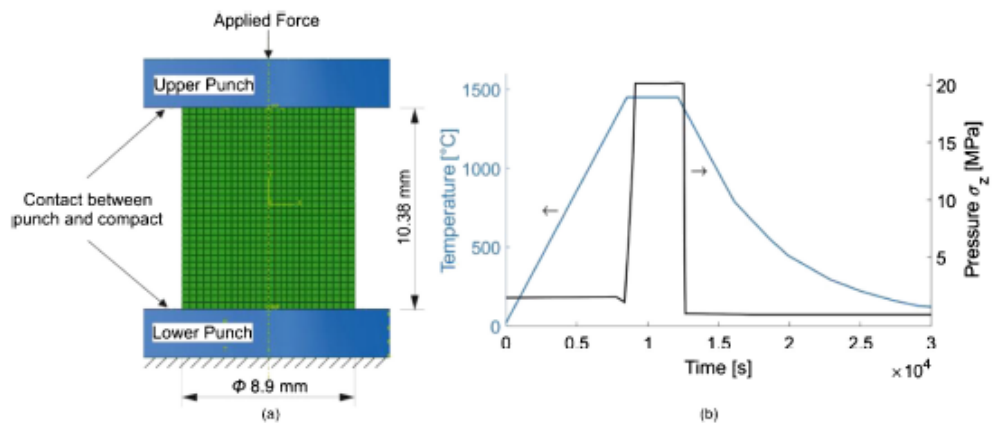 Applied Force
Upper Punch
Contact between
punch and compact
10.38 mm
Lower Punch
Φ 8.9 mm
(a)
Temperature [°C]
1500
1000
500
0
0 0.5 1 1.5 2 2.5 3
Time [s]
×10⁴
Pressure σz [MPa]
20
15
10
5
(b)